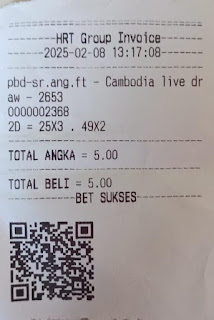 HRT Group Invoice
2025-02-08 13:17:08
pbd-sr.ang.ft - Cambodia live dr
aw - 2653
0000002368
2D = 25X3 . 49X2
TOTAL ANGKA = 5.00
TOTAL BELI = 5.00
BET SUKSES